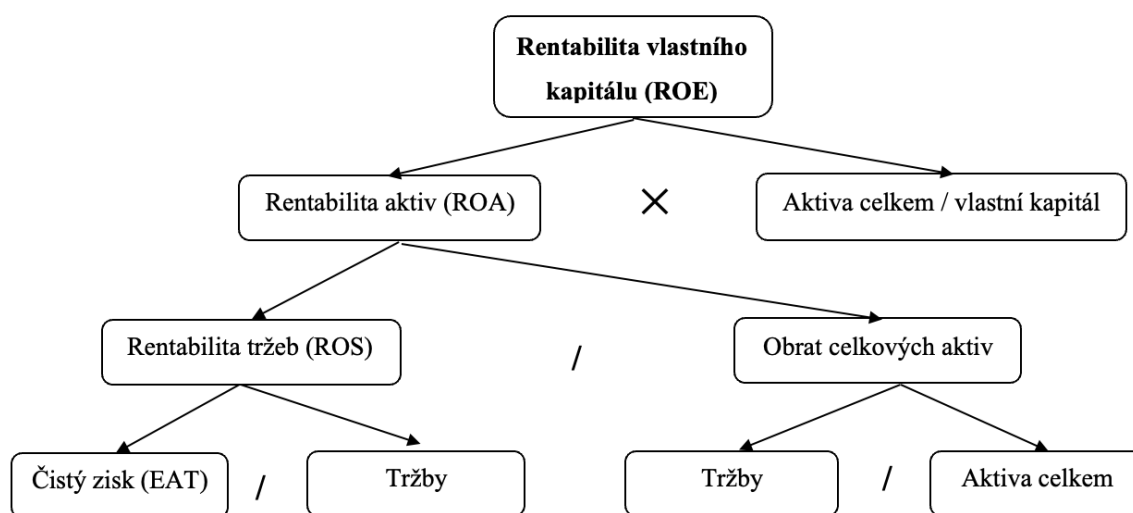 Rentabilita vlastního
kapitálu (ROE)
Rentabilita aktiv (ROA)
×
Aktiva celkem / vlastní kapitál
Rentabilita tržeb (ROS)
/
Obrat celkových aktiv
Čistý zisk (EAT)
/
Tržby
Tržby
/
Aktiva celkem